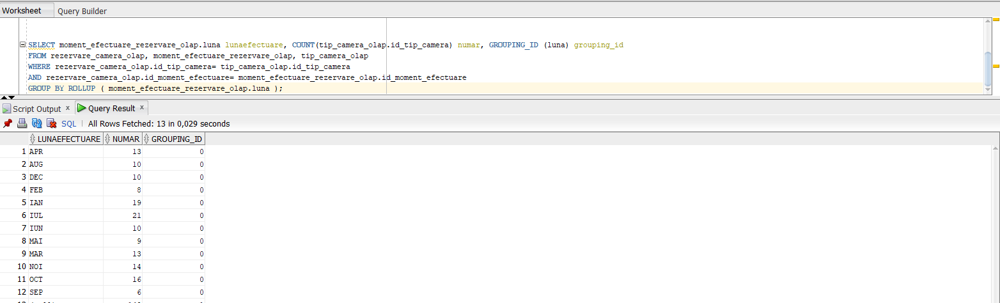 Worksheet Query Builder
SELECT moment_efectuare_rezervare_olap.luna lunaefectuare, COUNT(tip_camera_olap.id_tip_camera) numar, GROUPING_ID (luna) grouping_id
FROM rezervare_camera_olap, moment_efectuare_rezervare_olap, tip_camera_olap
WHERE rezervare_camera_olap.id_tip_camera= tip_camera_olap.id_tip_camera
AND rezervare_camera_olap.id_moment_efectuare= moment_efectuare_rezervare_olap.id_moment_efectuare
GROUP BY ROLLUP ( moment_efectuare_rezervare_olap.luna );
Script Output x Query Result x
SQL | All Rows Fetched: 13 in 0,029 seconds
LUNAEFECTUARE NUMAR GROUPING_ID
1 APR 13 0
2 AUG 10 0
3 DEC 10 0
4 FEB 8 0
5 IAN 19 0
6 IUL 21 0
7 IUN 10 0
8 MAI 9 0
9 MAR 13 0
10 NOI 14 0
11 OCT 16 0
12 SEP 6 0